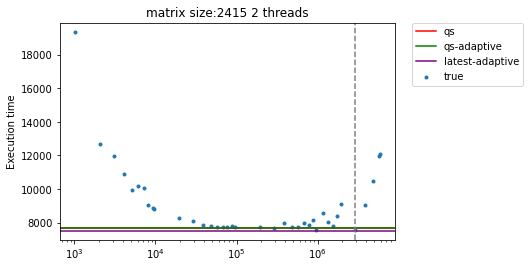 matrix size:2415 2 threads
Execution time
18000
16000
14000
12000
10000
8000
10³
10⁴
10⁵
10⁶
qs
qs-adaptive
latest-adaptive
true